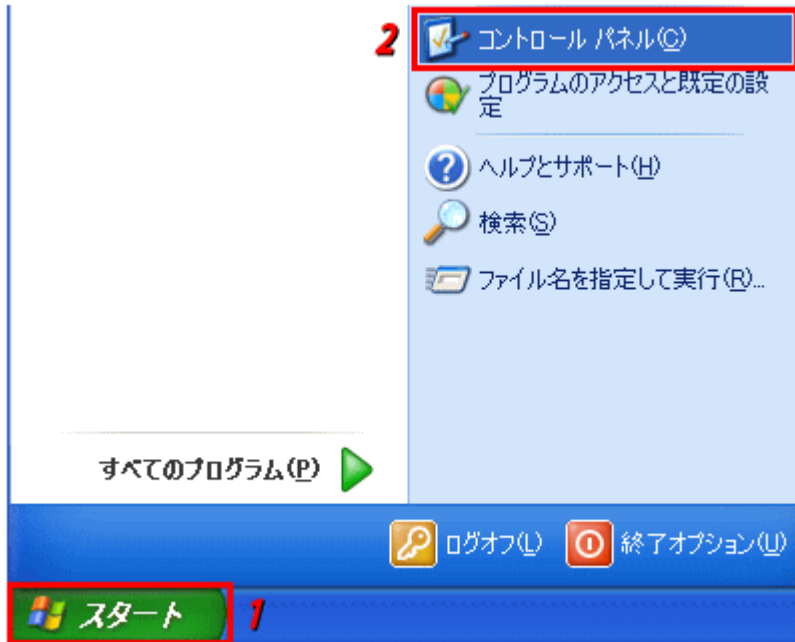 2
コントロール パネル(C)
プログラムのアクセスと既定の設
定
ヘルプとサポート(H)
検索(S)
ファイル名を指定して実行(R)...
すべてのプログラム(P)
ログオフ(L)
終了オプション(U)
スタート
1